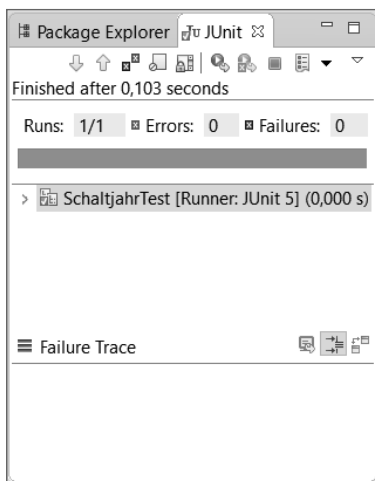 Package Explorer JUnit
Finished after 0,103 seconds
Runs: 1/1 Errors: 0 Failures: 0
SchaltjahrTest [Runner: JUnit 5] (0,000 s)
Failure Trace